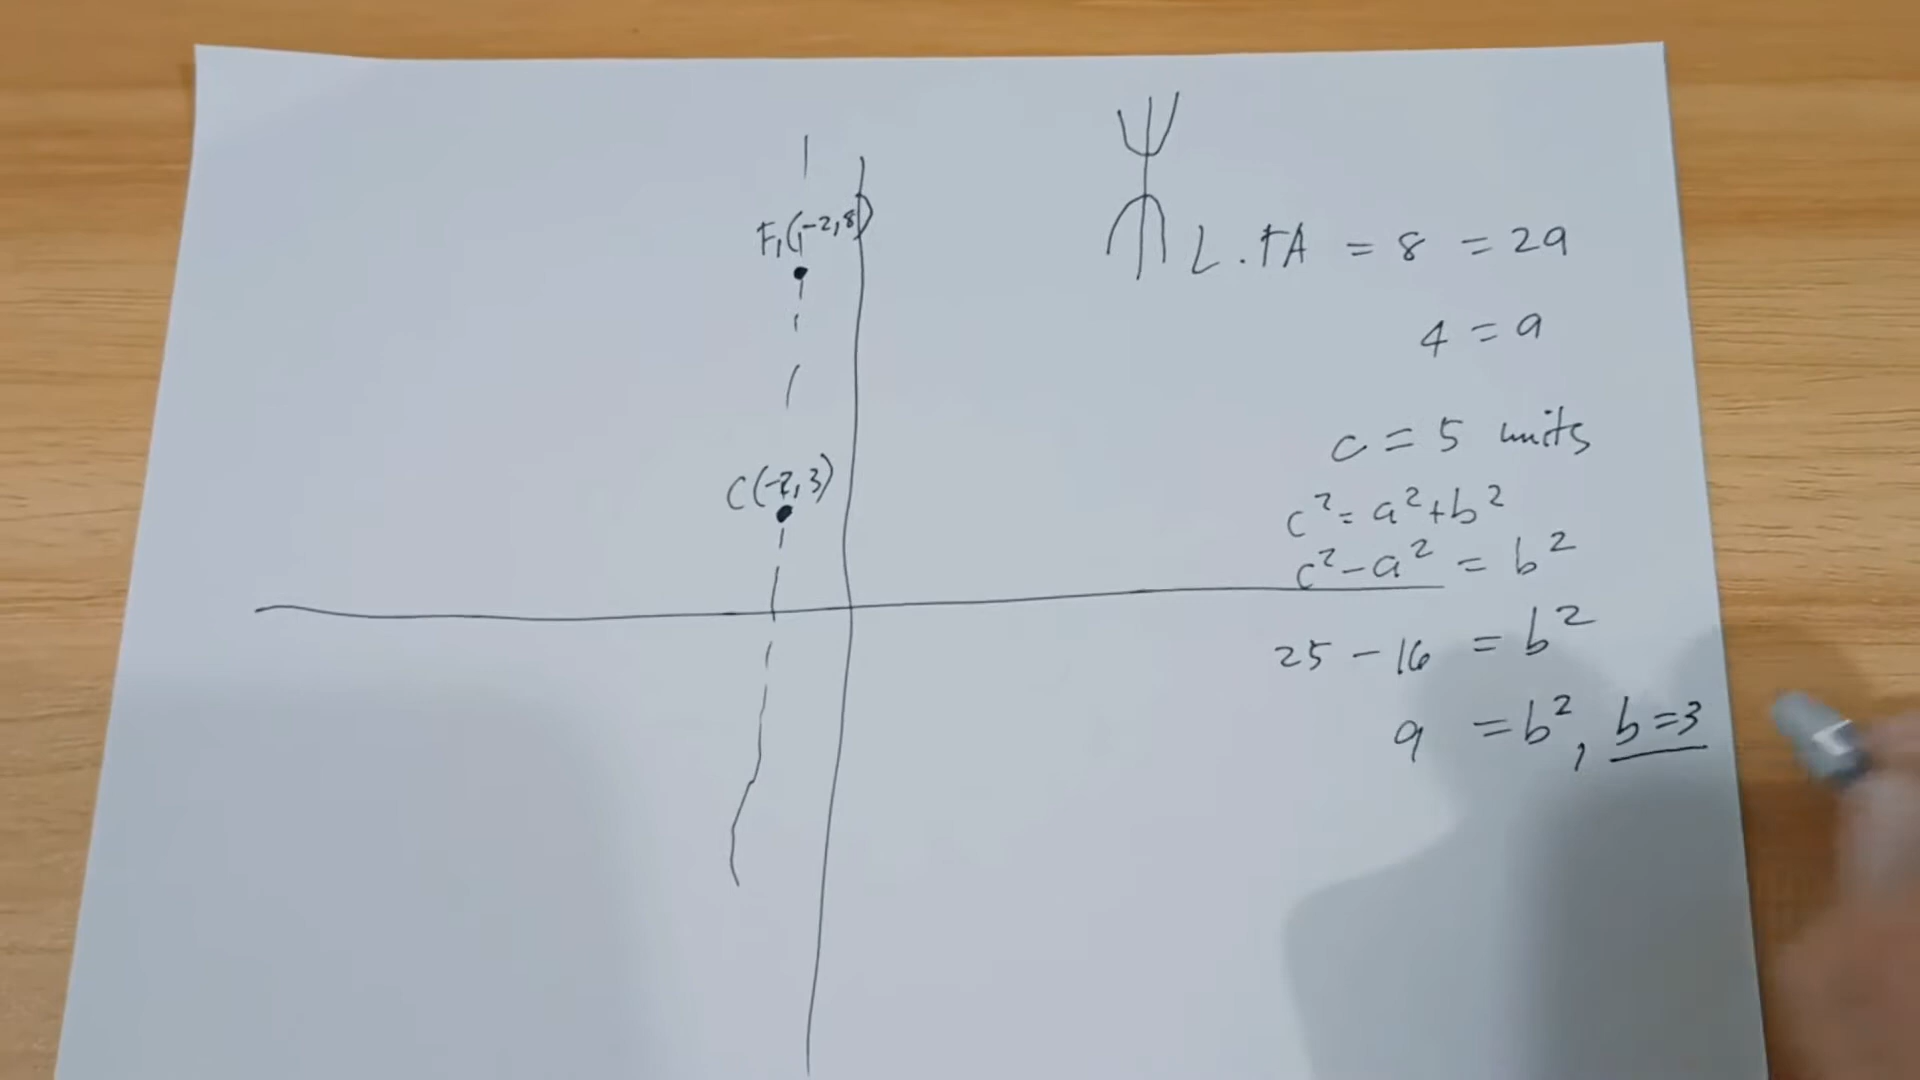 F₁(-2,8)
C(-2,3)
L.TA = 8 = 2a
4 = a
c = 5 units
c² = a² + b²
c² - a² = b²
25 - 16 = b²
9 = b², b = 3